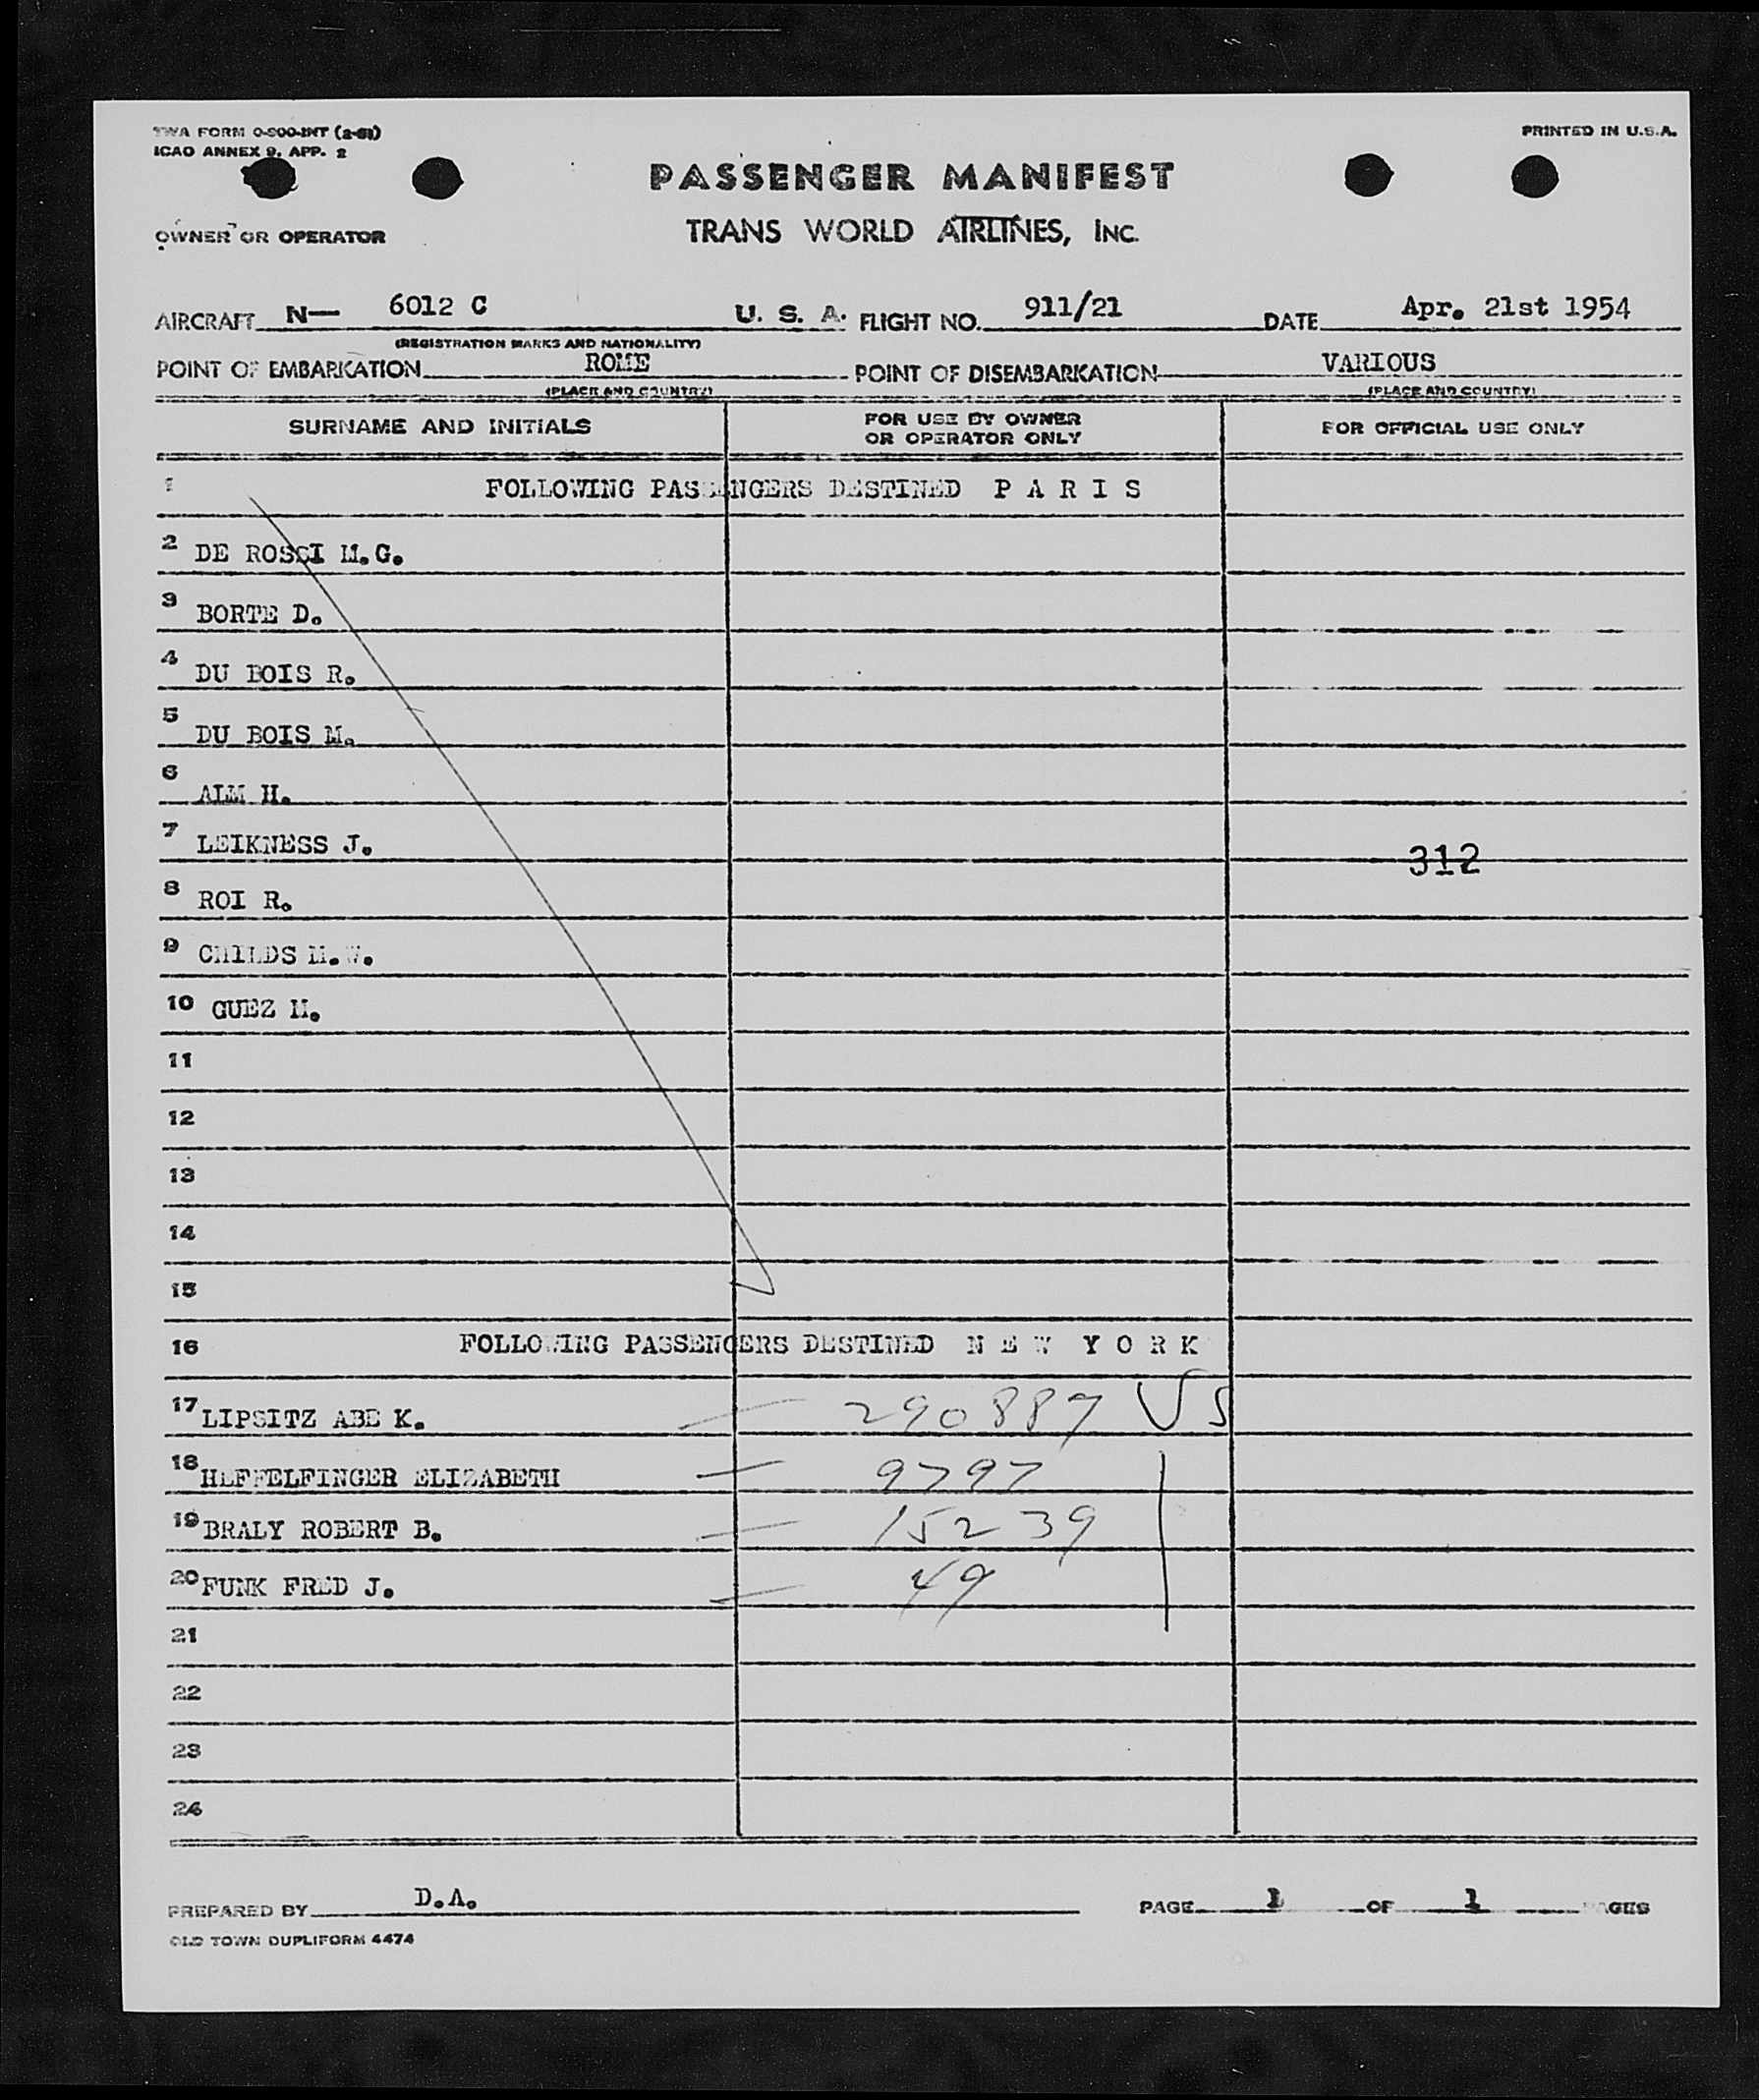 TWA FORM O-800-INT (2-51)
ICAO ANNEX 9. APP. 2
PRINTED IN U.S.A.
PASSENGER MANIFEST
OWNER OR OPERATOR TRANS WORLD AIRLINES, INC.
AIRCRAFT N— 6012 C U. S. A. FLIGHT NO. 911/21 DATE Apr. 21st 1954
(REGISTRATION MARKS AND NATIONALITY)
POINT OF EMBARKATION ROME POINT OF DISEMBARKATION VARIOUS
(PLACE AND COUNTRY) (PLACE AND COUNTRY)
SURNAME AND INITIALS FOR USE BY OWNER OR OPERATOR ONLY FOR OFFICIAL USE ONLY
1 FOLLOWING PASSENGERS DESTINED P A R I S
2 DE ROSSI M.G.
3 BORTE D.
4 DU BOIS R.
5 DU BOIS M.
6 ALM H.
7 LEIKNESS J. 312
8 ROI R.
9 CHILDS M.W.
10 GUEZ M.
11
12
13
14
15
16 FOLLOWING PASSENGERS DESTINED N E W Y O R K
17 LIPSITZ ABE K. — 290887 US
18 HEFFELFINGER ELIZABETH — 9797
19 BRALY ROBERT B. — 15239
20 FUNK FRED J. — 49
21
22
23
24
PREPARED BY D.A. PAGE 1 OF 1 PAGES
OLD TOWN DUPLIFORM 4474